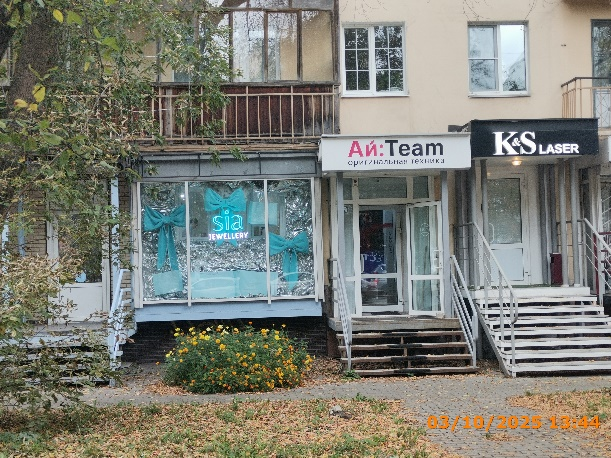 Ай:Team
оригинальная техника
K&S LASER
sia
JEWELLERY
03/10/2025 13:44